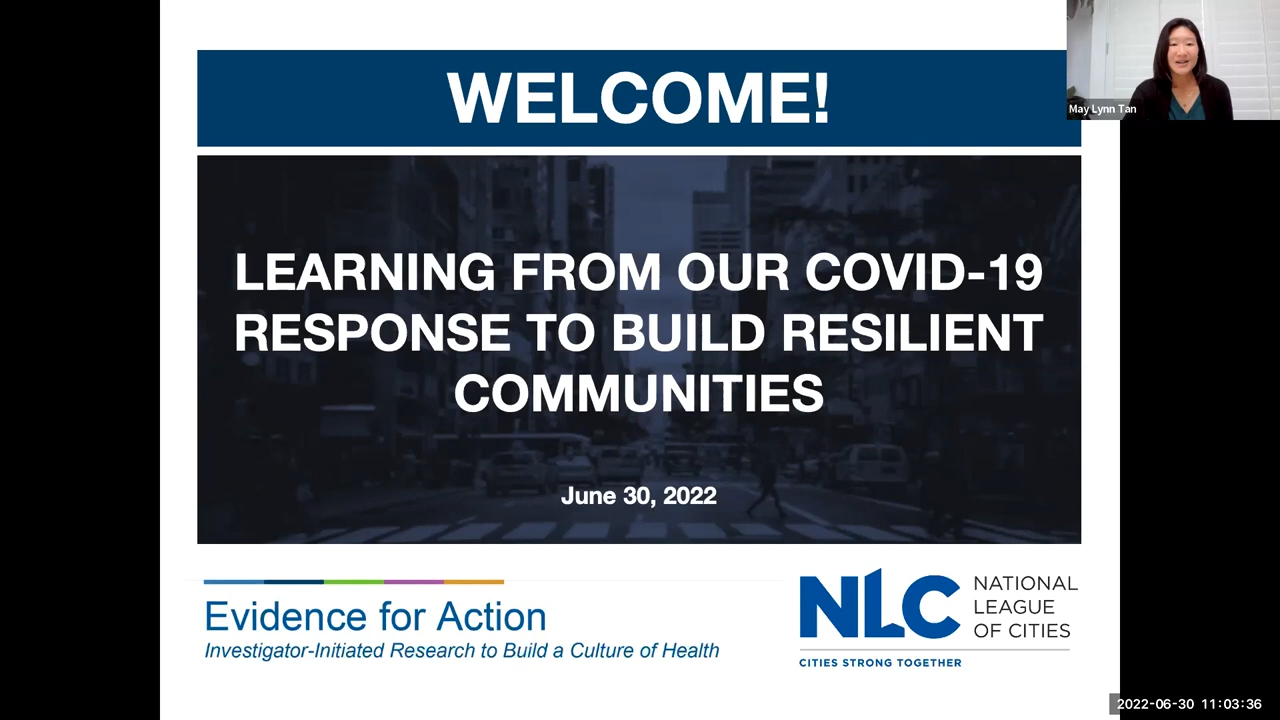 WELCOME!
May Lynn Tan
LEARNING FROM OUR COVID-19
RESPONSE TO BUILD RESILIENT
COMMUNITIES
June 30, 2022
Evidence for Action
Investigator-Initiated Research to Build a Culture of Health
NLC
NATIONAL
LEAGUE
OF CITIES
CITIES STRONG TOGETHER
2022-06-30 11:03:36